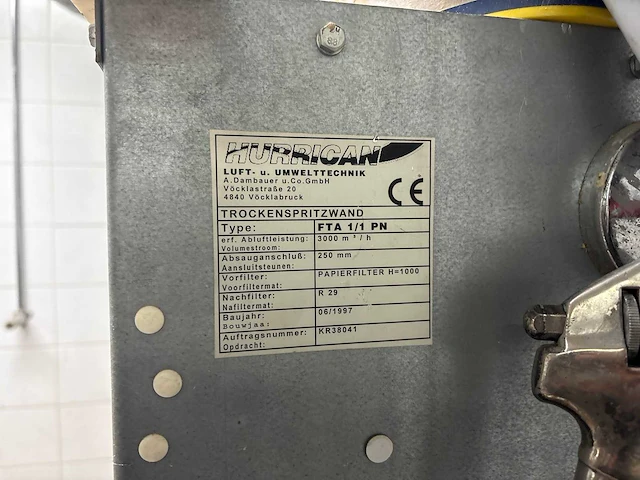 HURRICAN
LUFT- u. UMWELTTECHNIK
A.Dambauer u.Co.GmbH
Vöcklastraße 20
4840 Vöcklabruck
CE
TROCKENSPRITZWAND
Type: FTA 1/1 PN
erf. Abluftleistung: 3000 m ³ / h
Volumestroom:
Absauganschluß: 250 mm
Aansluitsteunen:
Vorfilter: PAPIERFILTER H=1000
Voorfiltermat:
Nachfilter: R 29
Nafiltermat:
Baujahr: 06/1997
Bouwjaa:
Auftragsnummer: KR38041
Opdracht: